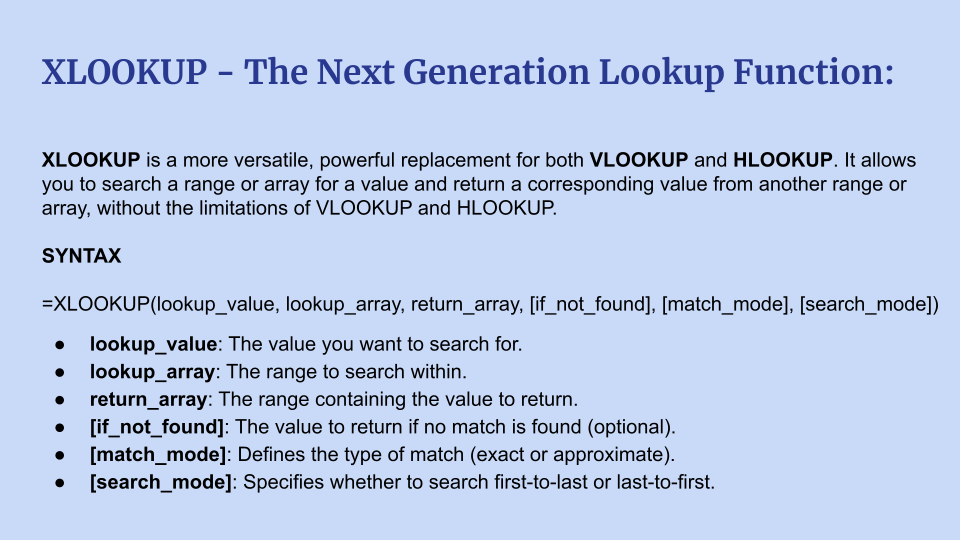 XLOOKUP - The Next Generation Lookup Function:
XLOOKUP is a more versatile, powerful replacement for both VLOOKUP and HLOOKUP. It allows
you to search a range or array for a value and return a corresponding value from another range or
array, without the limitations of VLOOKUP and HLOOKUP.
SYNTAX
=XLOOKUP(lookup_value, lookup_array, return_array, [if_not_found], [match_mode], [search_mode])
● lookup_value: The value you want to search for.
● lookup_array: The range to search within.
● return_array: The range containing the value to return.
● [if_not_found]: The value to return if no match is found (optional).
● [match_mode]: Defines the type of match (exact or approximate).
● [search_mode]: Specifies whether to search first-to-last or last-to-first.